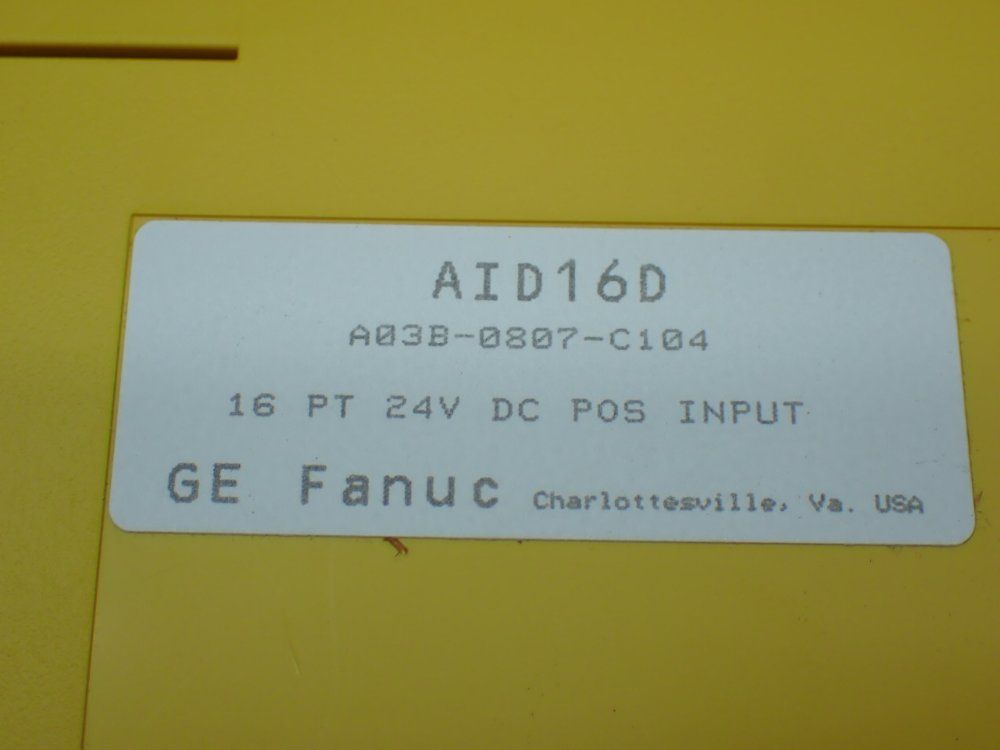 AID16D
A03B-0807-C104
16 PT 24V DC POS INPUT
GE Fanuc Charlottesville, Va. USA